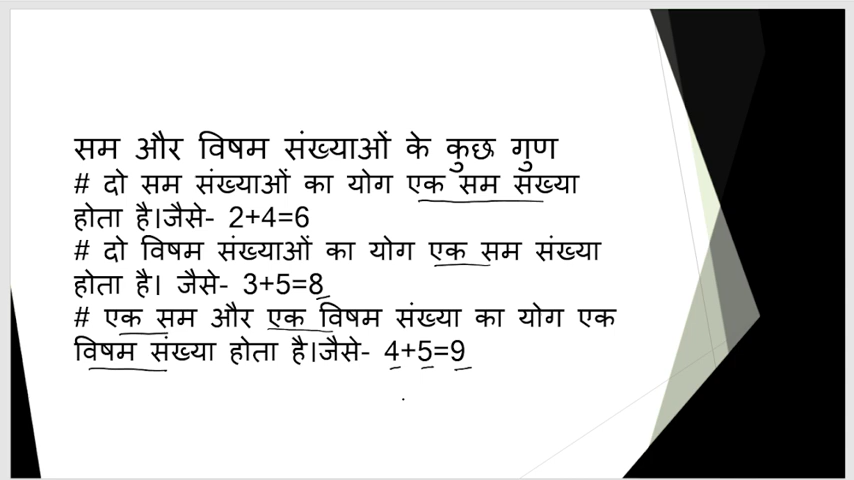 सम और विषम संख्याओं के कुछ गुण
# दो सम संख्याओं का योग एक सम संख्या
होता है।जैसे- 2+4=6
# दो विषम संख्याओं का योग एक सम संख्या
होता है। जैसे- 3+5=8
# एक सम और एक विषम संख्या का योग एक
विषम संख्या होता है।जैसे- 4+5=9